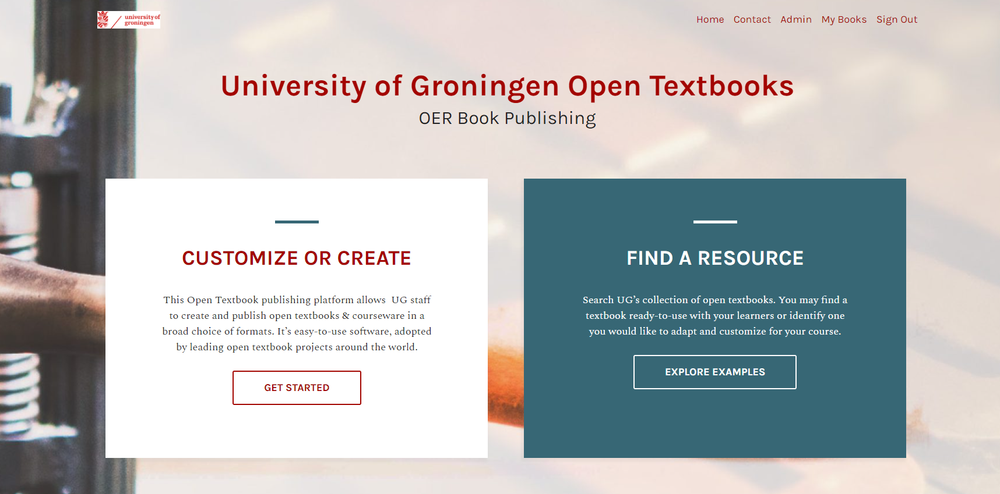 university of
groningen
Home Contact Admin My Books Sign Out
University of Groningen Open Textbooks
OER Book Publishing
CUSTOMIZE OR CREATE
This Open Textbook publishing platform allows  UG staff
to create and publish open textbooks & courseware in a
broad choice of formats. It’s easy-to-use software, adopted
by leading open textbook projects around the world.
GET STARTED
FIND A RESOURCE
Search UG’s collection of open textbooks. You may find a
textbook ready-to-use with your learners or identify one
you would like to adapt and customize for your course.
EXPLORE EXAMPLES